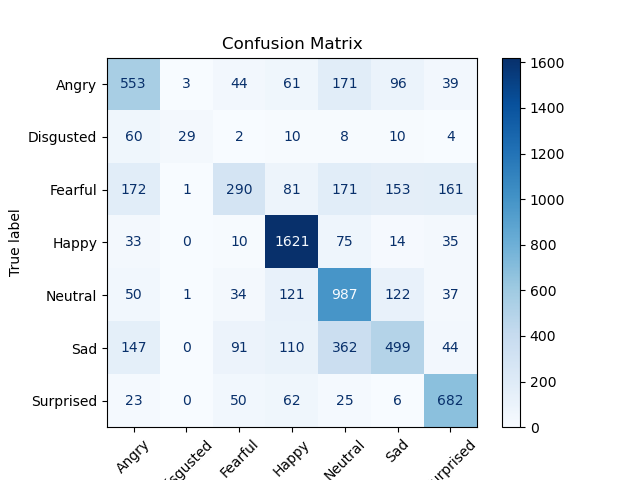 Confusion Matrix
True label
Angry 553 3 44 61 171 96 39
Disgusted 60 29 2 10 8 10 4
Fearful 172 1 290 81 171 153 161
Happy 33 0 10 1621 75 14 35
Neutral 50 1 34 121 987 122 37
Sad 147 0 91 110 362 499 44
Surprised 23 0 50 62 25 6 682
Angry sgusted Fearful Happy Neutral Sad urprised
1600
1400
1200
1000
800
600
400
200
0